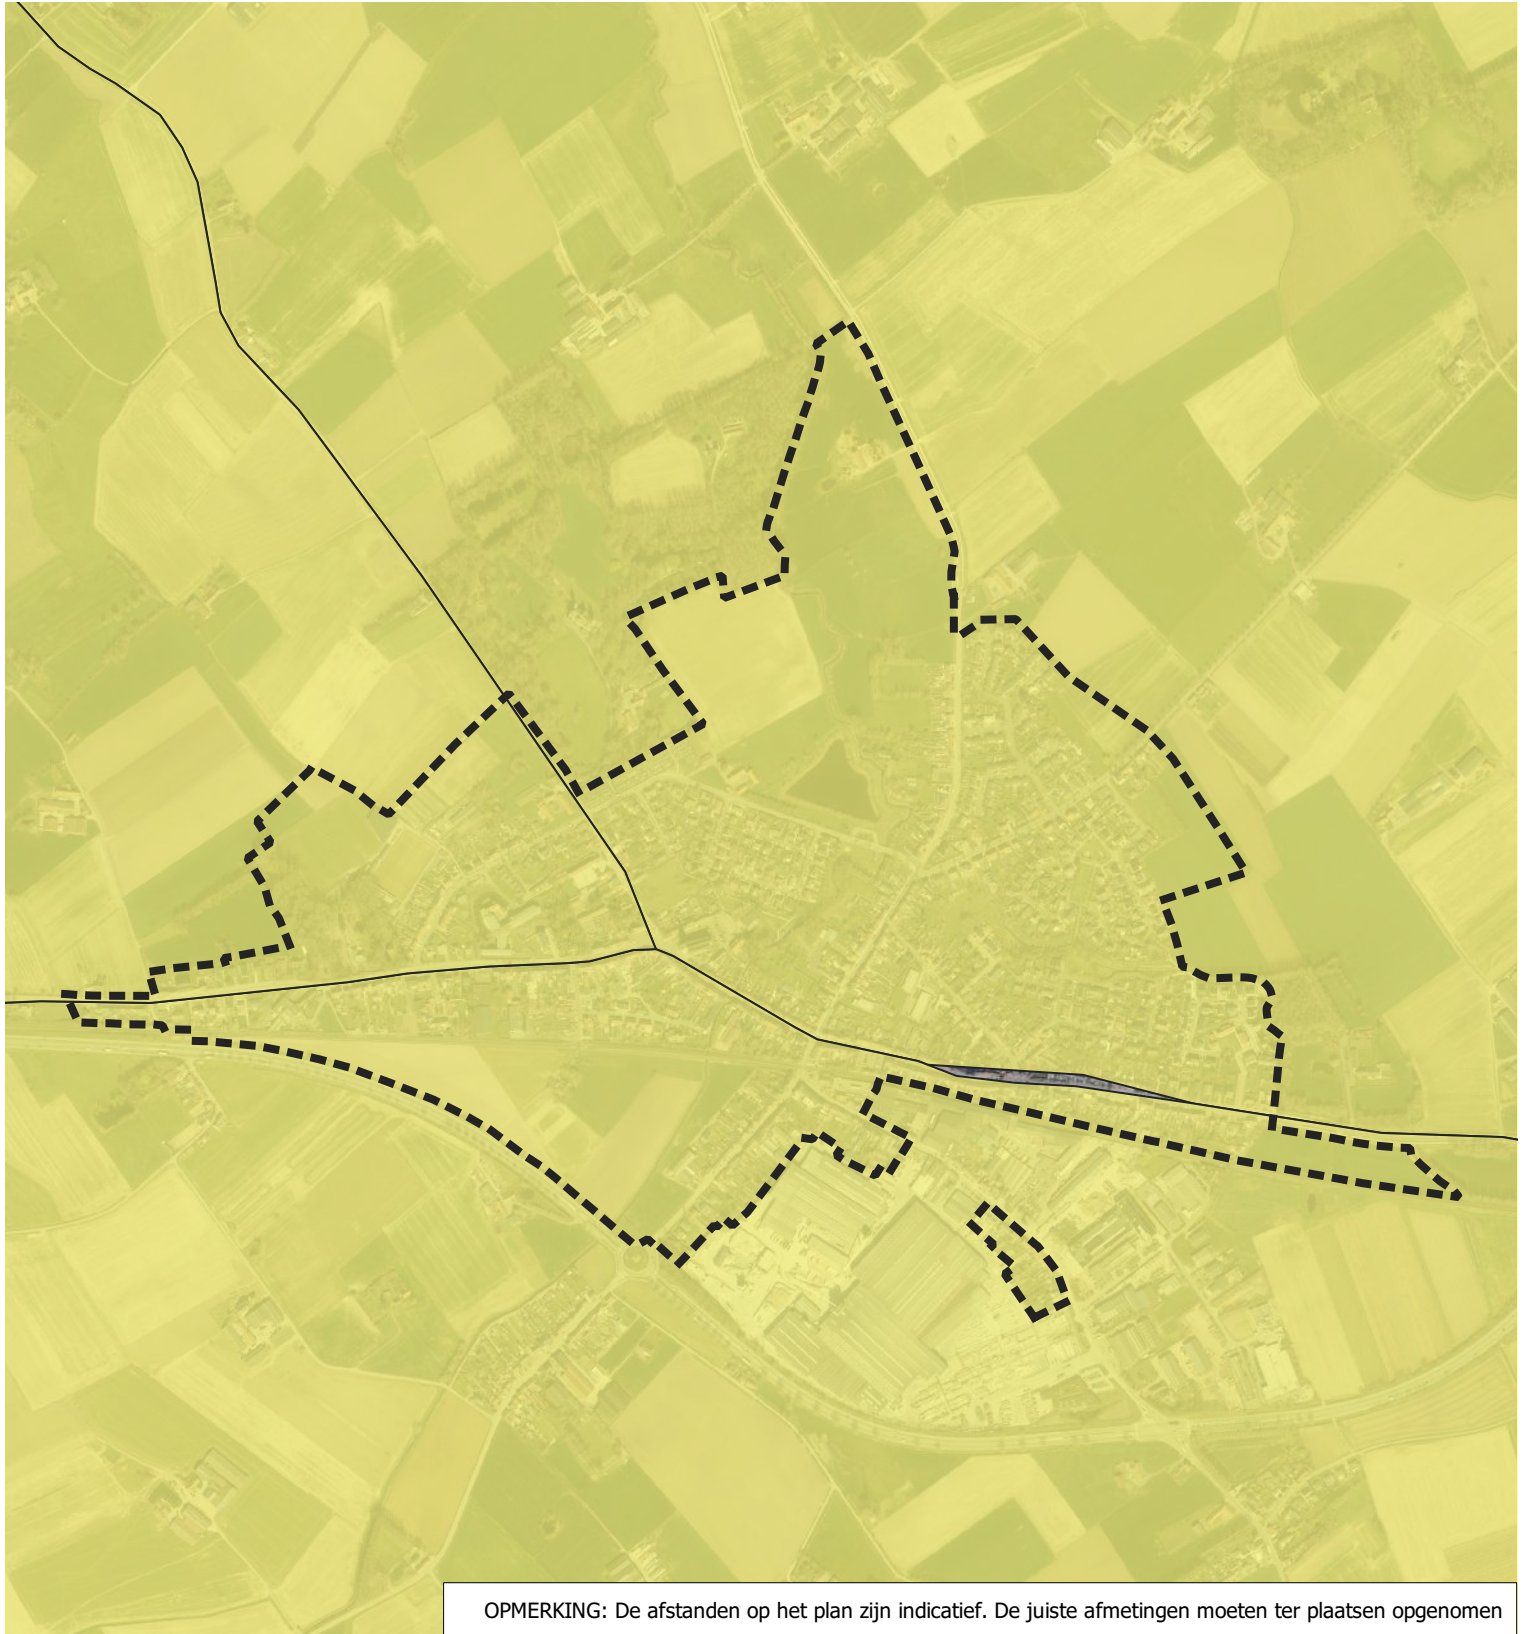 OPMERKING: De afstanden op het plan zijn indicatief. De juiste afmetingen moeten ter plaatsen opgenomen